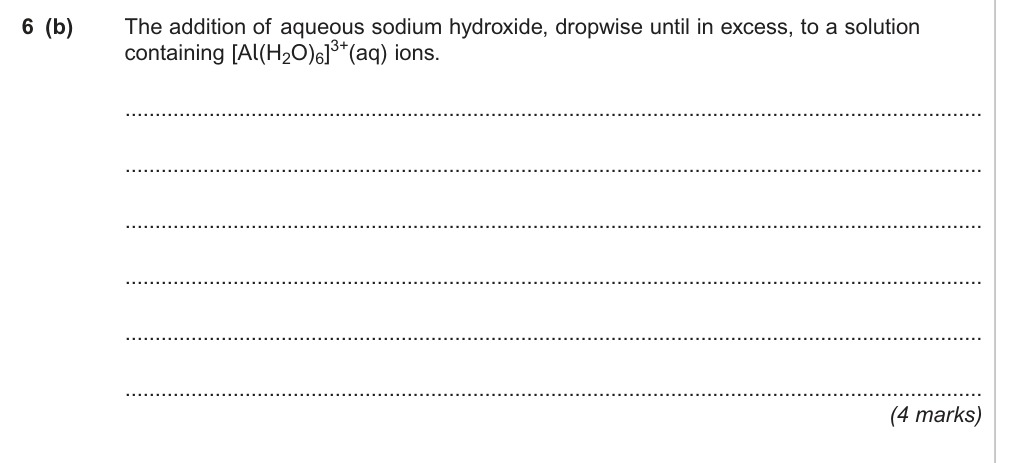 6 (b) The addition of aqueous sodium hydroxide, dropwise until in excess, to a solution
containing [Al(H₂O)₆]³⁺(aq) ions.
(4 marks)